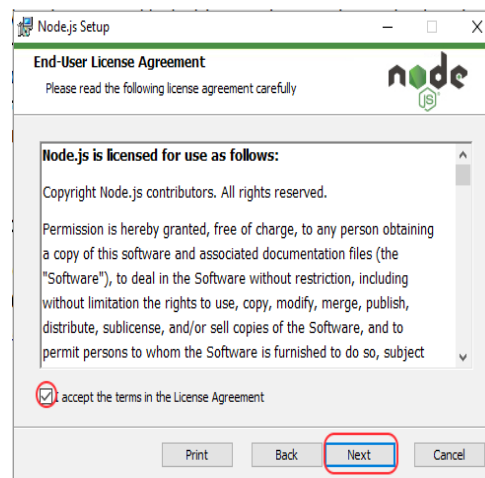 Node.js Setup
End-User License Agreement
Please read the following license agreement carefully
node
JS
Node.js is licensed for use as follows:
Copyright Node.js contributors. All rights reserved.
Permission is hereby granted, free of charge, to any person obtaining
a copy of this software and associated documentation files (the
"Software"), to deal in the Software without restriction, including
without limitation the rights to use, copy, modify, merge, publish,
distribute, sublicense, and/or sell copies of the Software, and to
permit persons to whom the Software is furnished to do so, subject
I accept the terms in the License Agreement
Print Back Next Cancel